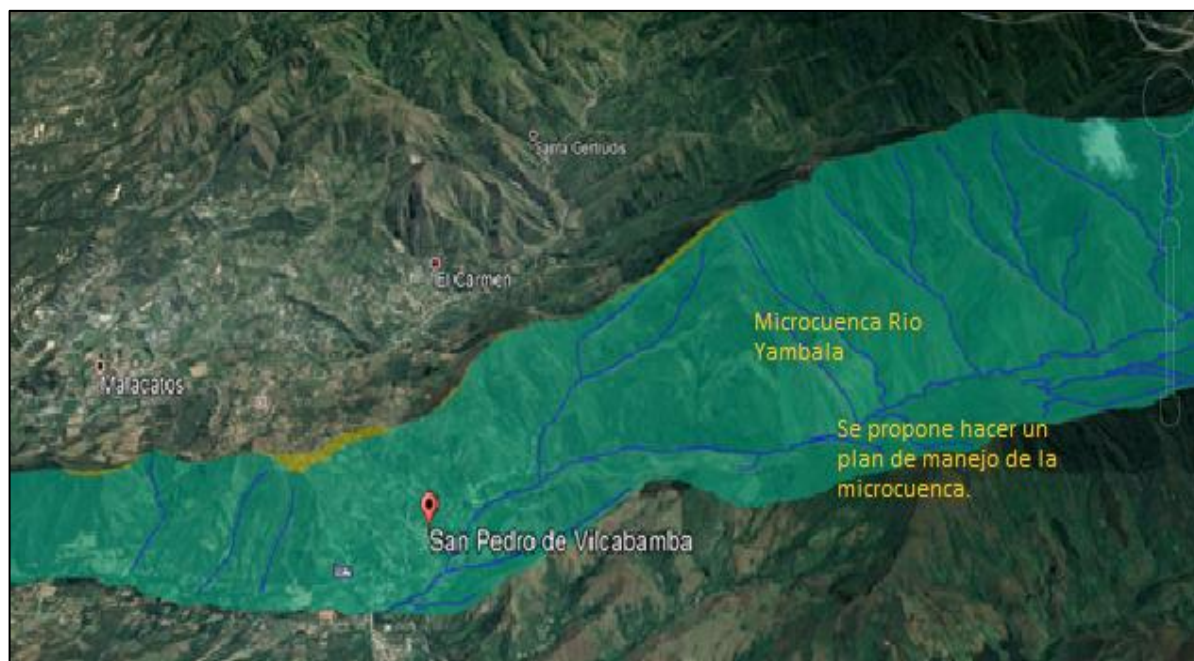 Santa Gertrudis
El Carmen
Malacatos
Microcuenca Rio
Yambala
Se propone hacer un
plan de manejo de la
microcuenca.
San Pedro de Vilcabamba